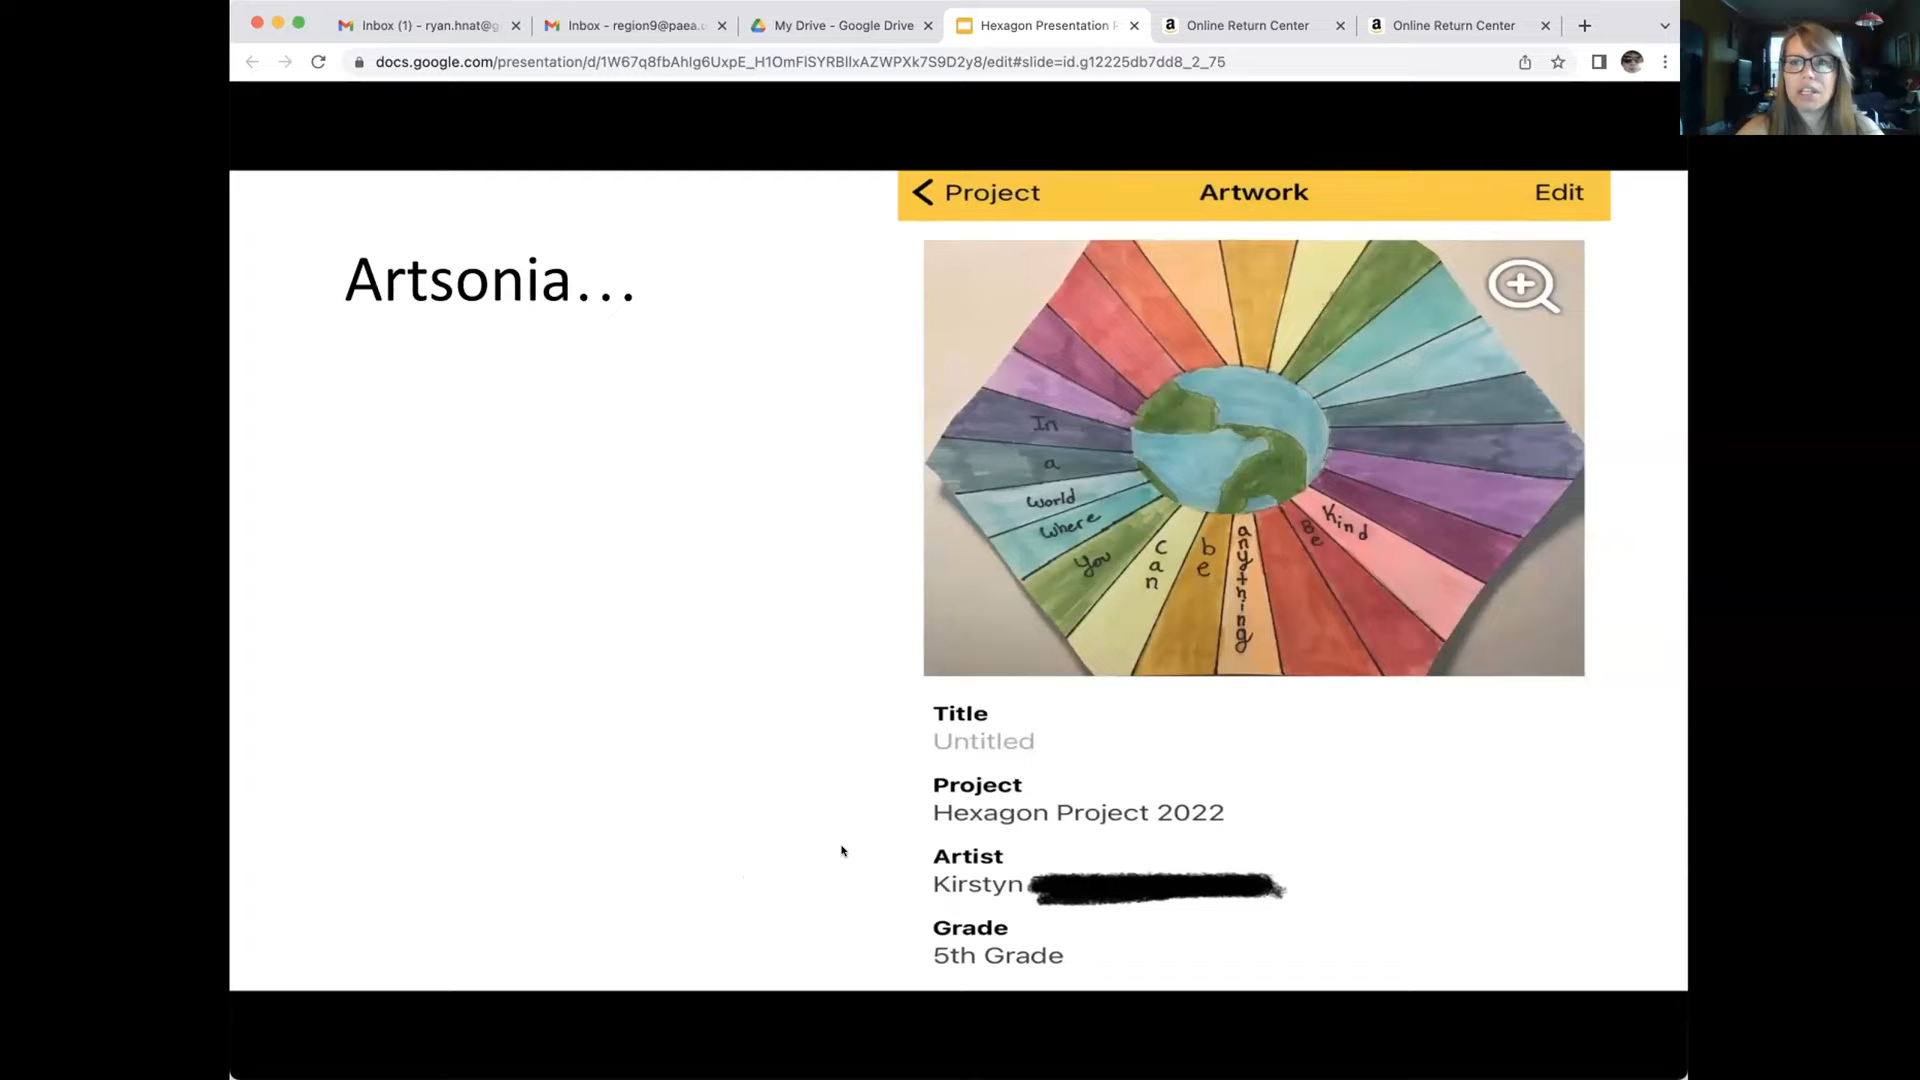 Inbox (1) - ryan.hnat@g
Inbox - region9@paea.o
My Drive - Google Drive
Hexagon Presentation P
a Online Return Center
a Online Return Center
docs.google.com/presentation/d/1W67q8fbAhlg6UxpE_H1OmFlSYRBllxAZWPXk7S9D2y8/edit#slide=id.g12225db7dd8_2_75
Project
Artwork
Edit
Artsonia...
In
a
World
Where
You
can
be
anything
Be
Kind
Title
Untitled
Project
Hexagon Project 2022
Artist
Kirstyn
Grade
5th Grade